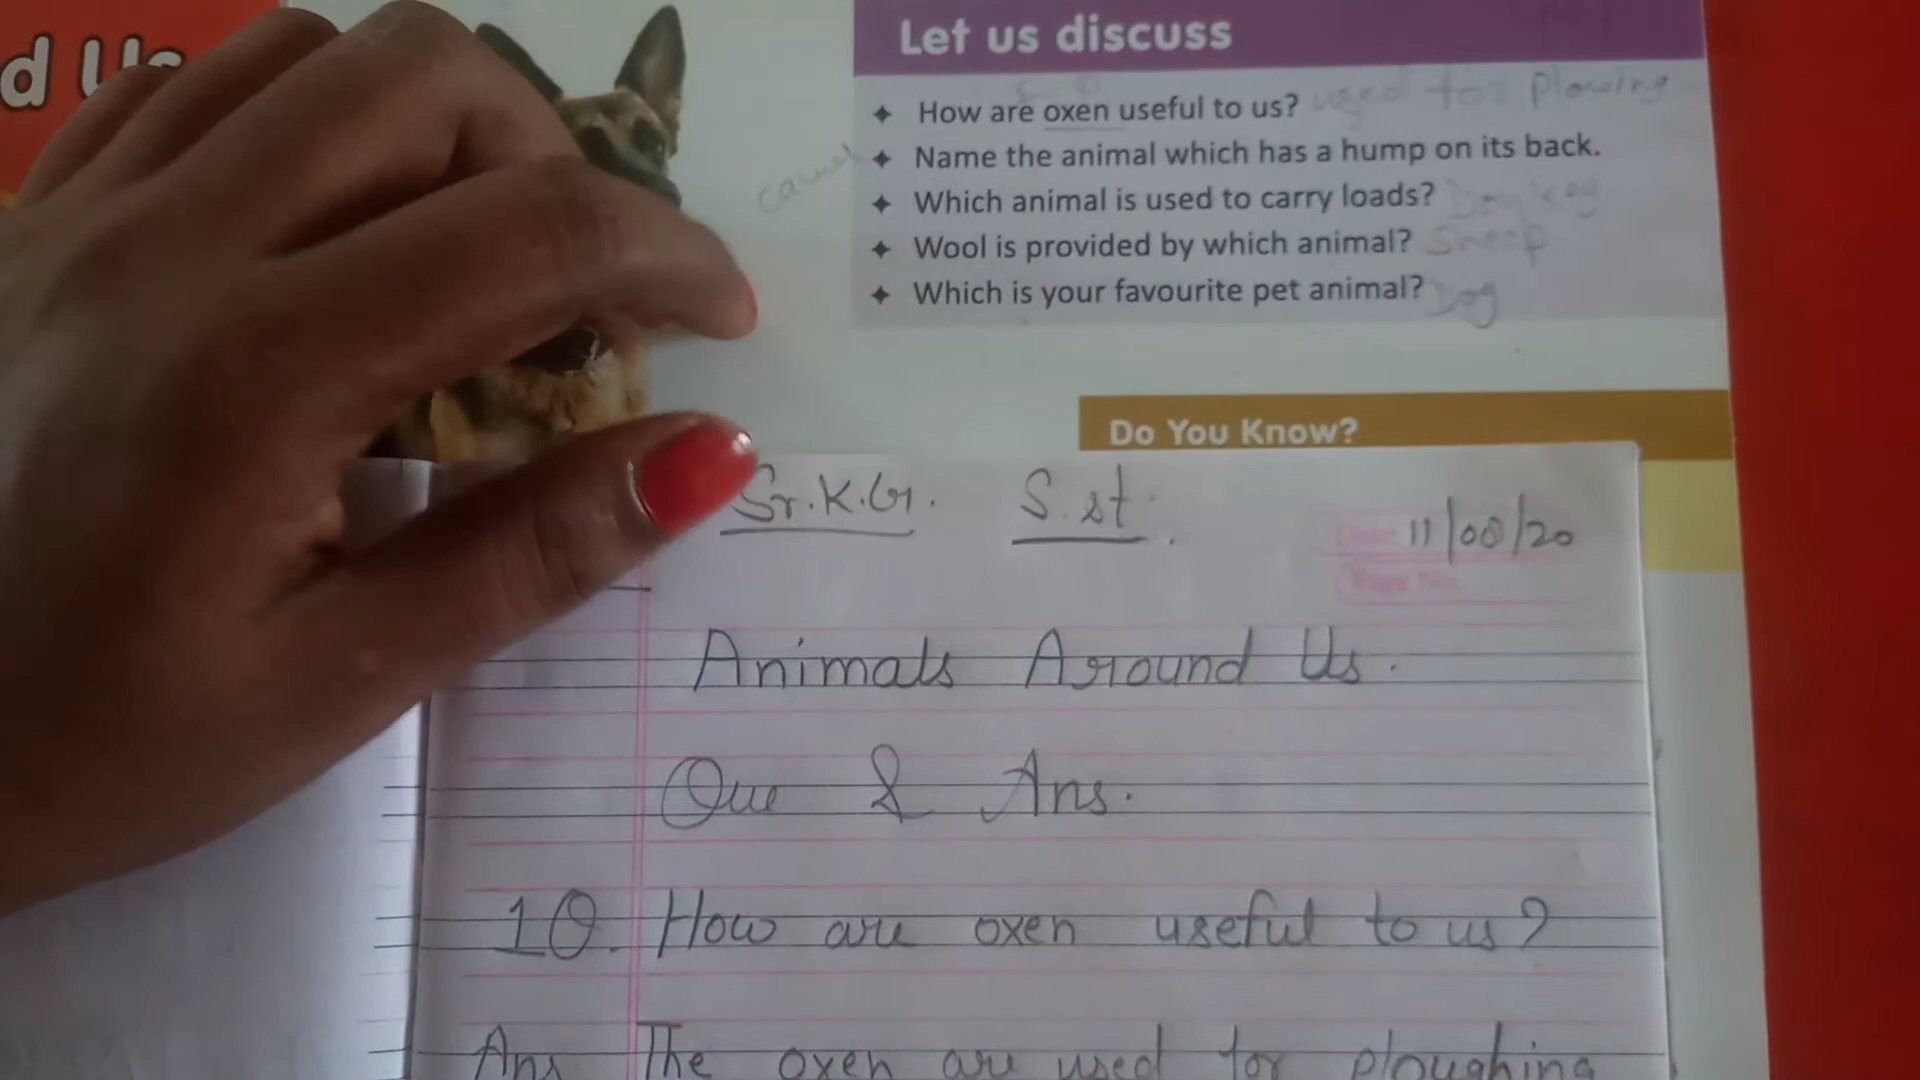 d Us
Let us discuss
✦ How are oxen useful to us? used for Plowing
✦ Name the animal which has a hump on its back.
camel
✦ Which animal is used to carry loads? Donkey
✦ Wool is provided by which animal? Sheep
✦ Which is your favourite pet animal? Dog
Do You Know?
Sr.K.G. S.st.
Date 11/08/20
Page No.
Animals Around Us.
Que & Ans.
1Q. How are oxen useful to us?
Ans The oxen are used for ploughing